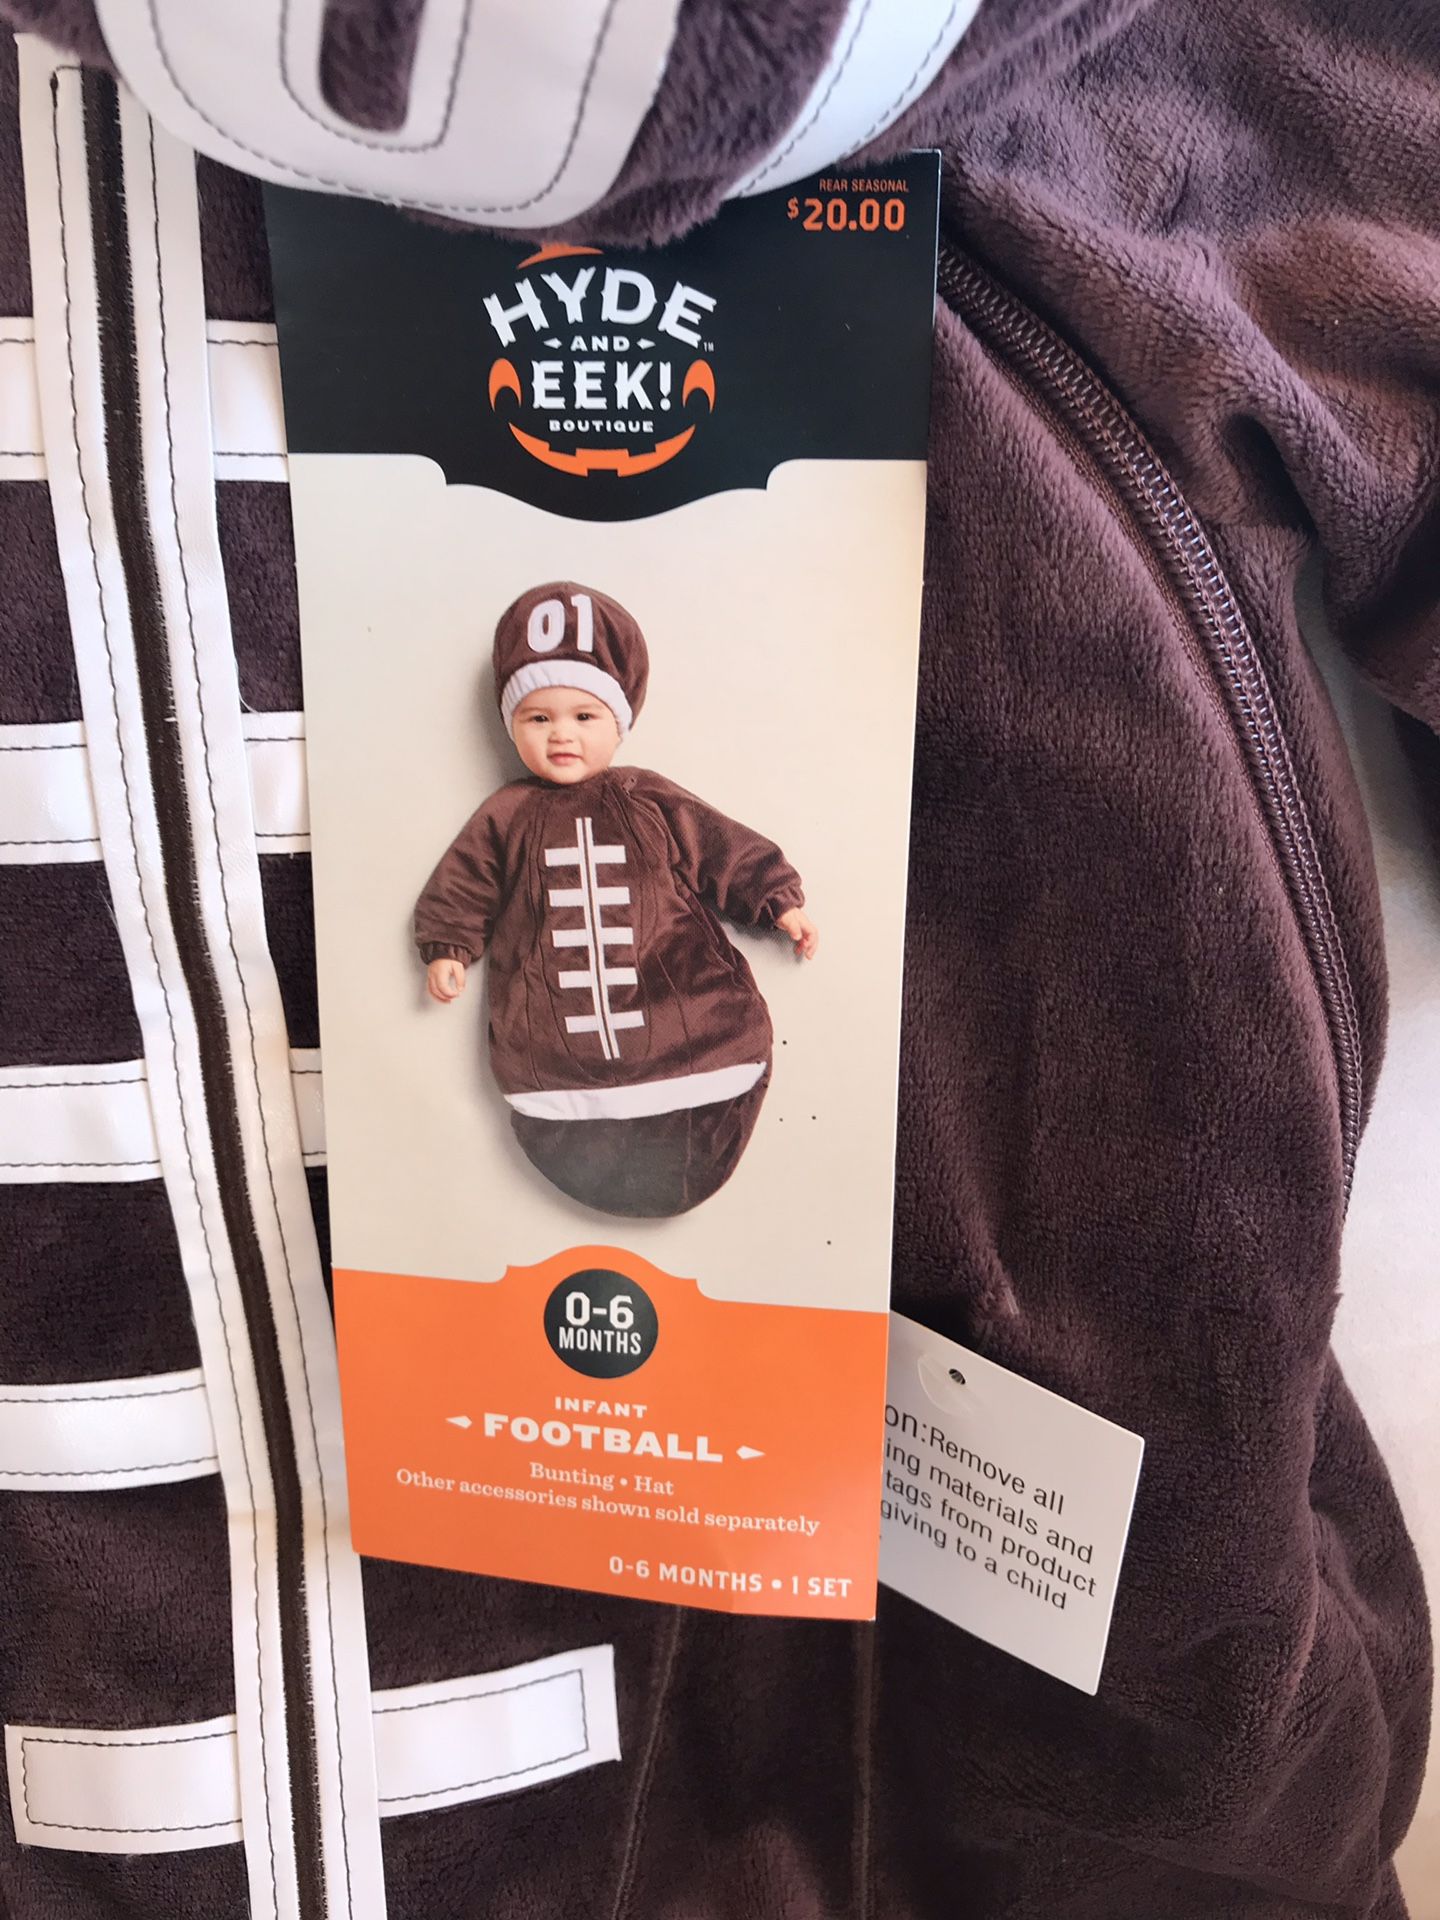 REAR SEASONAL
$20.00
HYDE
AND
EEK!™
BOUTIQUE
01
0-6
MONTHS
INFANT
FOOTBALL
Bunting • Hat
Other accessories shown sold separately
0-6 MONTHS • 1 SET
on:Remove all
ing materials and
tags from product
giving to a child